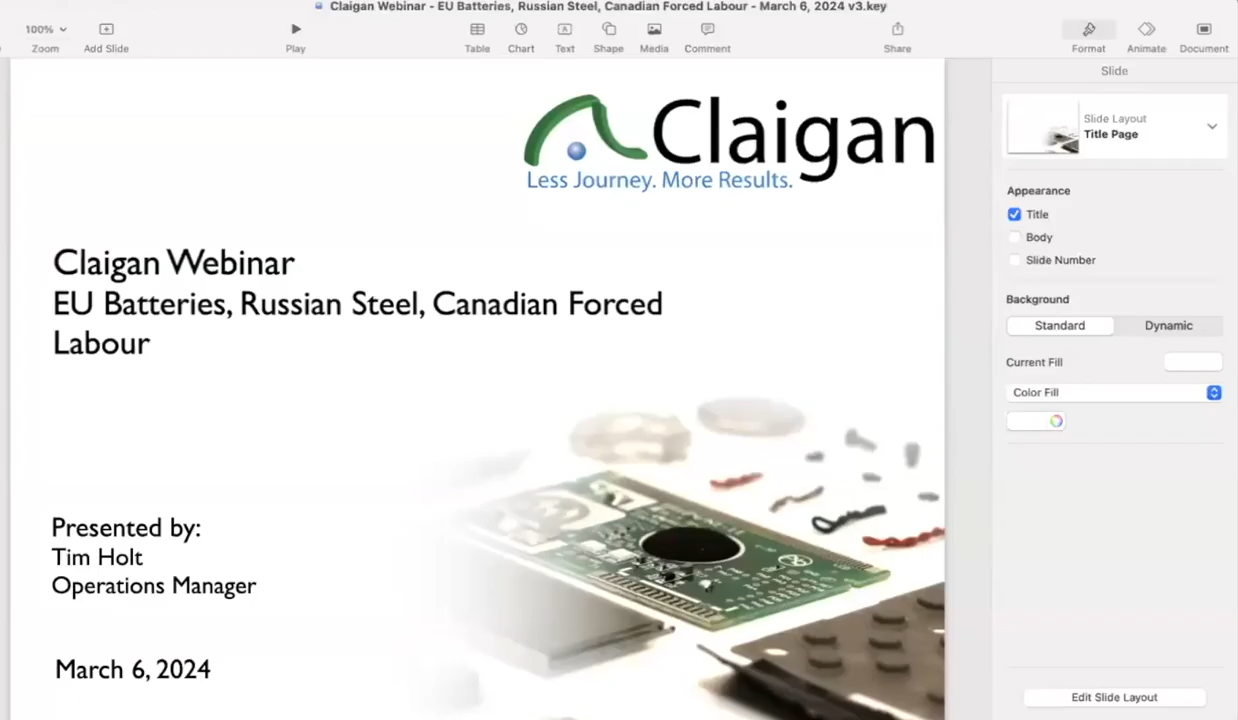 Claigan Webinar - EU Batteries, Russian Steel, Canadian Forced Labour - March 6, 2024 v3.key
100%
Zoom
Add Slide
Play
Table
Chart
Text
Shape
Media
Comment
Share
Format
Animate
Document
Claigan
Less Journey. More Results.
Claigan Webinar
EU Batteries, Russian Steel, Canadian Forced
Labour
Presented by:
Tim Holt
Operations Manager
March 6, 2024
Slide
Slide Layout
Title Page
Appearance
Title
Body
Slide Number
Background
Standard
Dynamic
Current Fill
Color Fill
Edit Slide Layout